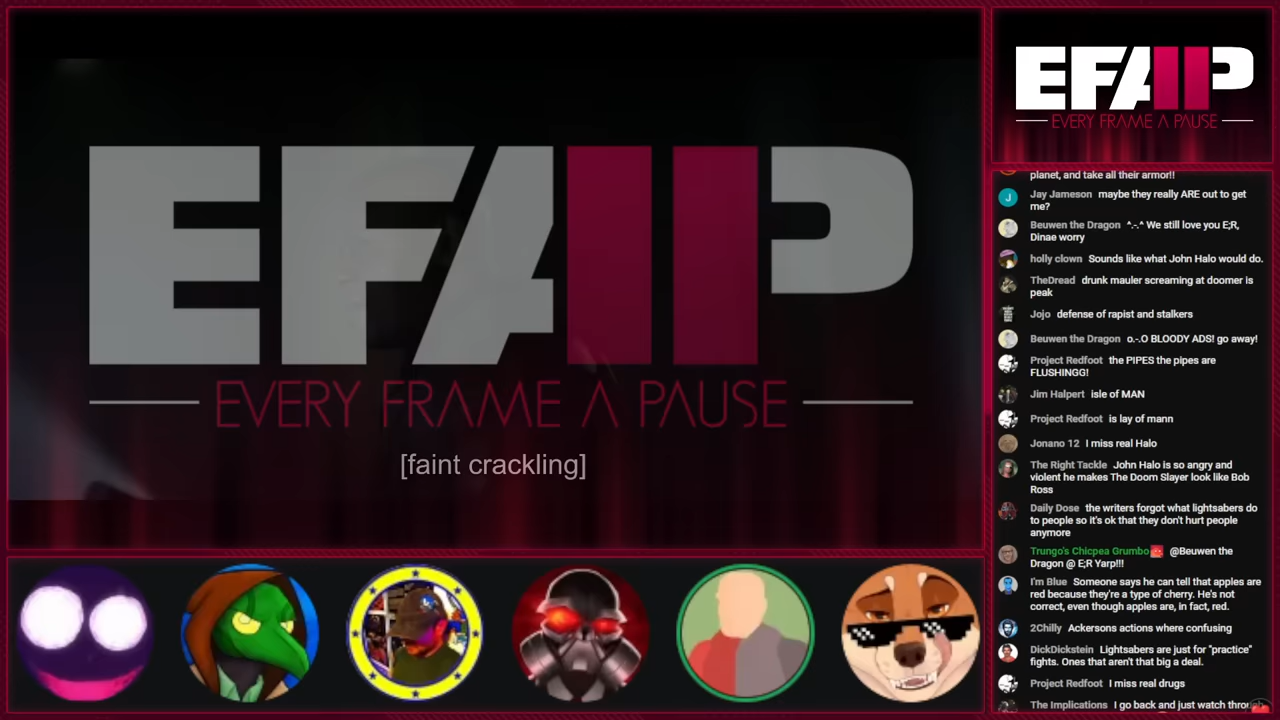 EFAP
EVERY FRAME A PAUSE
[faint crackling]
EFAP
EVERY FRAME A PAUSE
planet, and take all their armor!!
J
Jay Jameson maybe they really ARE out to get
me?
Beuwen the Dragon ^.-.^ We still love you E;R,
Dinae worry
holly clown Sounds like what John Halo would do.
TheDread drunk mauler screaming at doomer is
peak
Jojo defense of rapist and stalkers
Beuwen the Dragon o.-.O BLOODY ADS! go away!
Project Redfoot the PIPES the pipes are
FLUSHINGG!
Jim Halpert isle of MAN
Project Redfoot is lay of mann
Jonano 12 I miss real Halo
The Right Tackle John Halo is so angry and
violent he makes The Doom Slayer look like Bob
Ross
Daily Dose the writers forgot what lightsabers do
to people so it's ok that they don't hurt people
anymore
Trungo's Chicpea Grumbo @Beuwen the
Dragon @ E;R Yarp!!!
I'm Blue Someone says he can tell that apples are
red because they're a type of cherry. He's not
correct, even though apples are, in fact, red.
2Chilly Ackersons actions where confusing
DickDickstein Lightsabers are just for "practice"
fights. Ones that aren't that big a deal.
Project Redfoot I miss real drugs
The Implications I go back and just watch